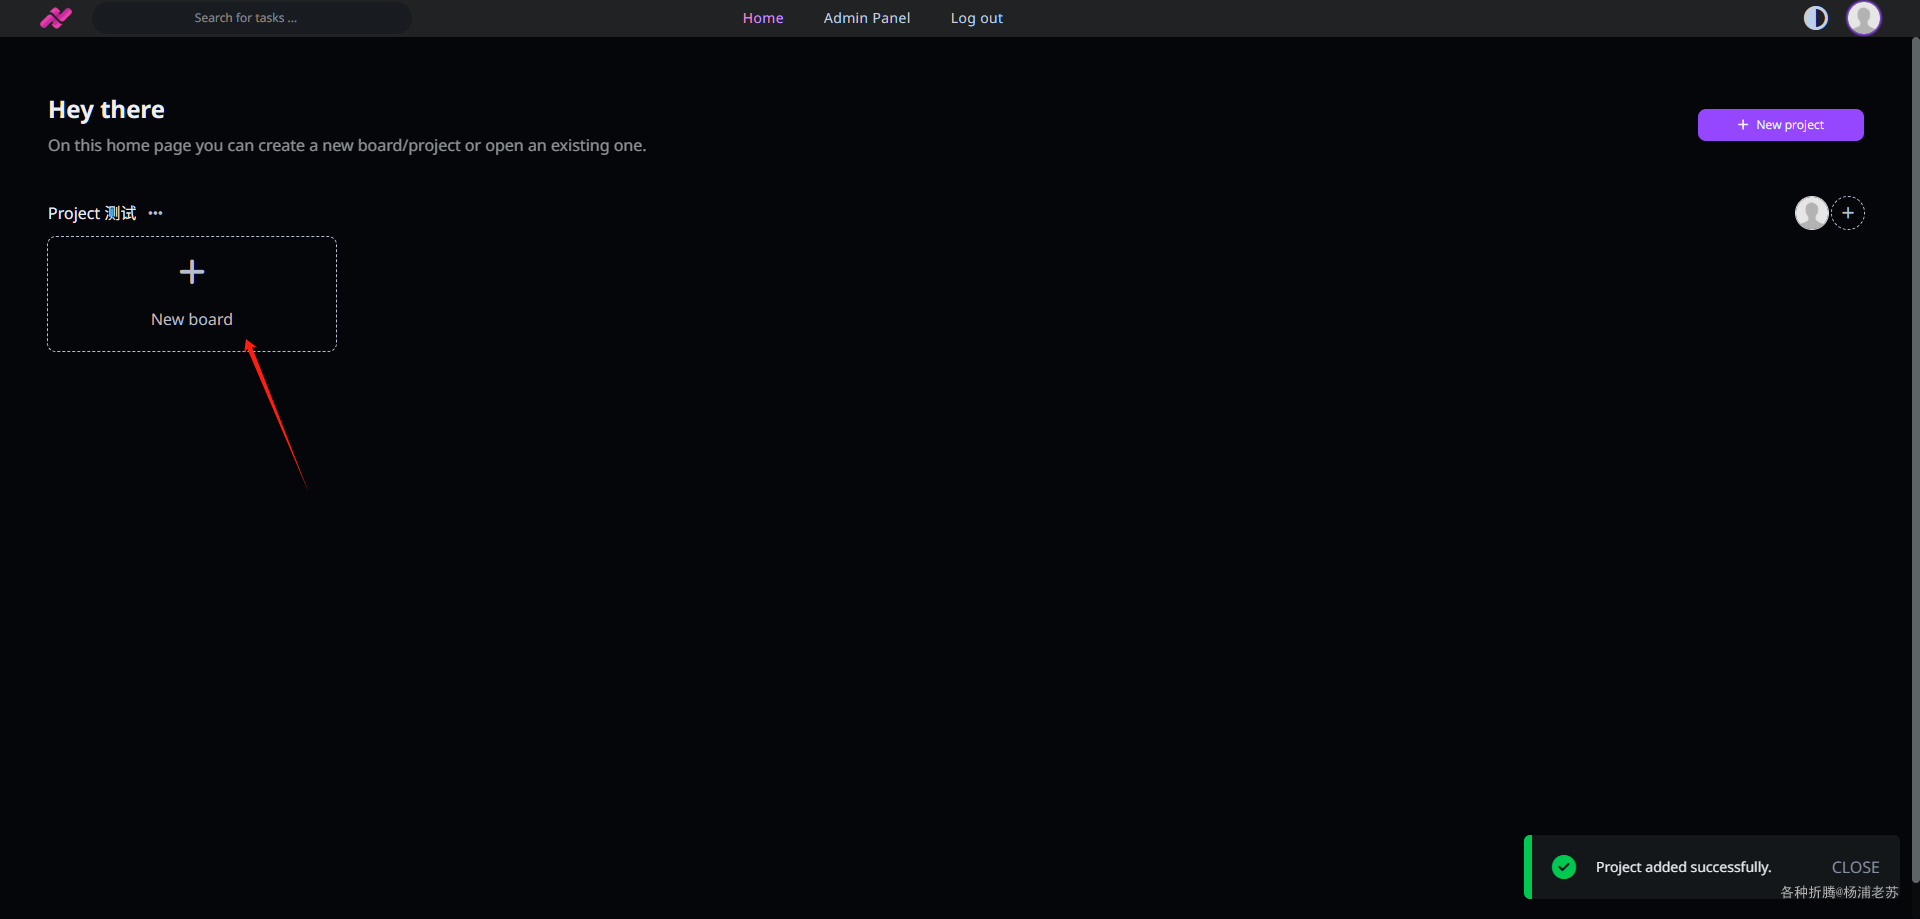 Search for tasks ...
Home
Admin Panel
Log out
Hey there
On this home page you can create a new board/project or open an existing one.
New project
Project 测试
New board
Project added successfully.
CLOSE
各种折腾@杨浦老苏